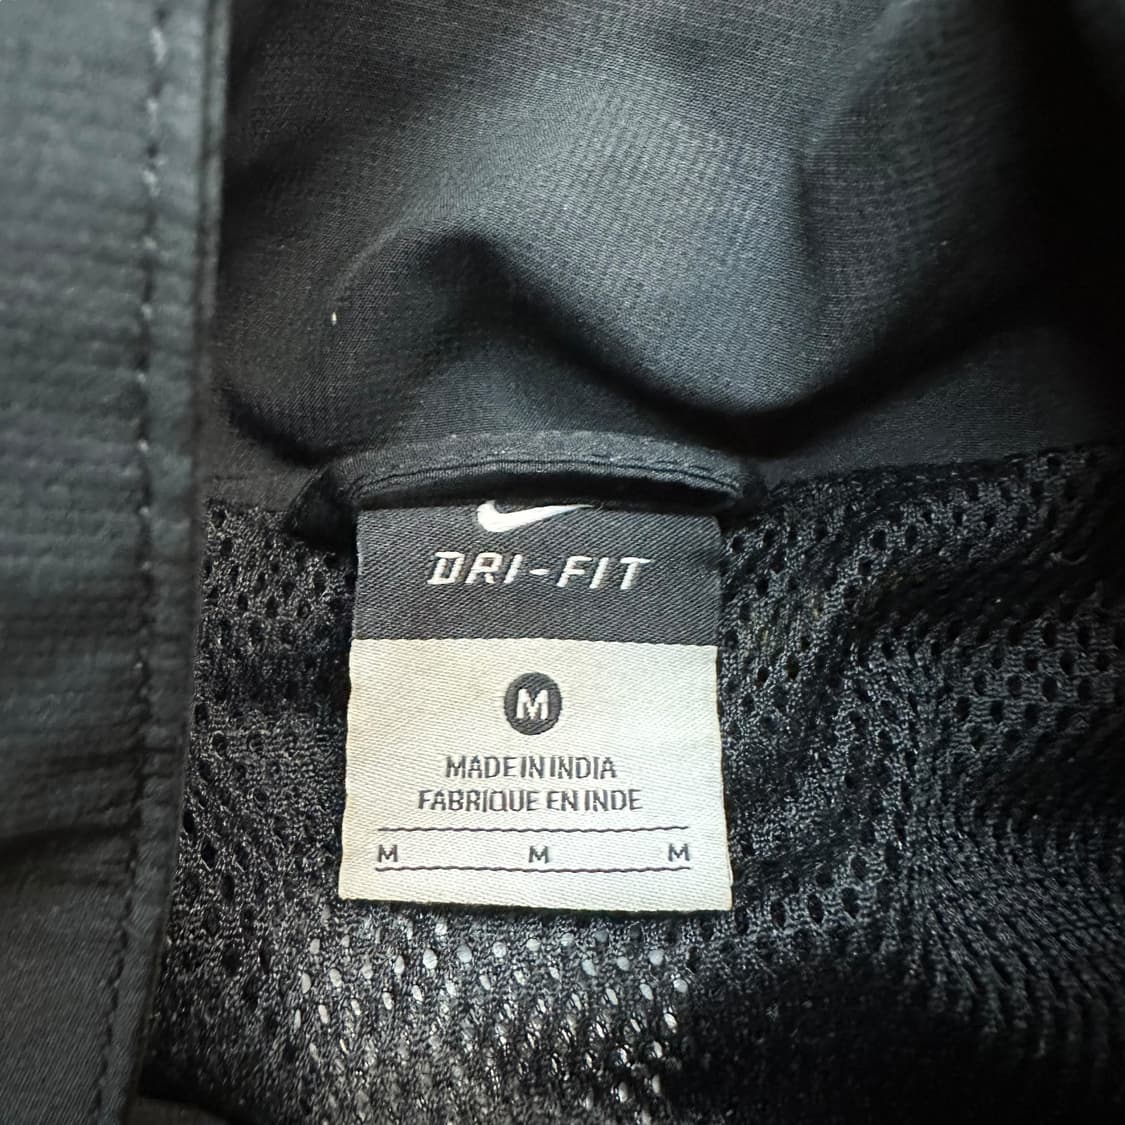 DRI-FIT
M
MADE IN INDIA
FABRIQUE EN INDE
M M M